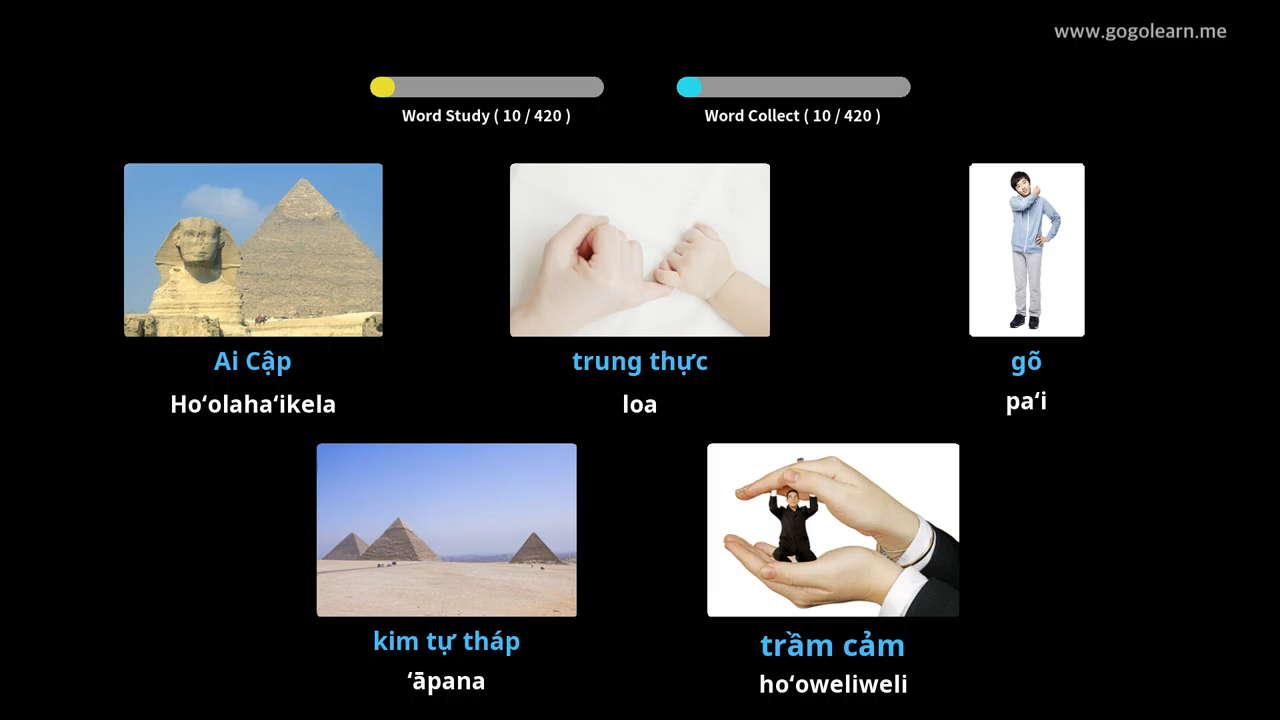 www.gogolearn.me
Word Study ( 10 / 420 )
Word Collect ( 10 / 420 )
Ai Cập
trung thực
gõ
Hoʻolahaʻikela
loa
paʻi
kim tự tháp
trầm cảm
ʻāpana
hoʻoweliweli